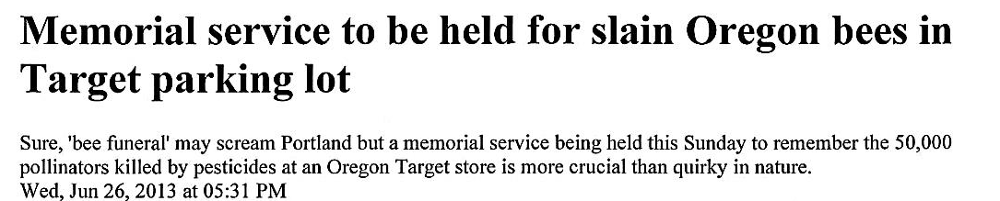 Memorial service to be held for slain Oregon bees in
Target parking lot
Sure, 'bee funeral' may scream Portland but a memorial service being held this Sunday to remember the 50,000
pollinators killed by pesticides at an Oregon Target store is more crucial than quirky in nature.
Wed, Jun 26, 2013 at 05:31 PM